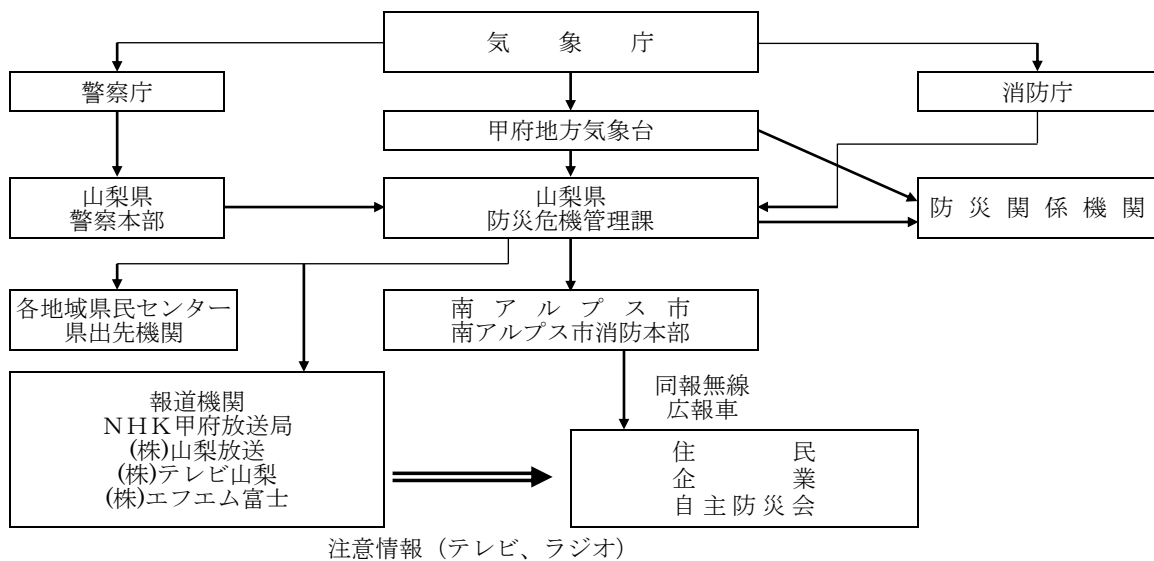 気象庁
警察庁
消防庁
甲府地方気象台
山梨県
警察本部
山梨県
防災危機管理課
防災関係機関
各地域県民センター
県出先機関
南アルプス市
南アルプス市消防本部
同報無線
広報車
報道機関
ＮＨＫ甲府放送局
(株)山梨放送
(株)テレビ山梨
(株)エフエム富士
住民
企業
自主防災会
注意情報（テレビ、ラジオ）